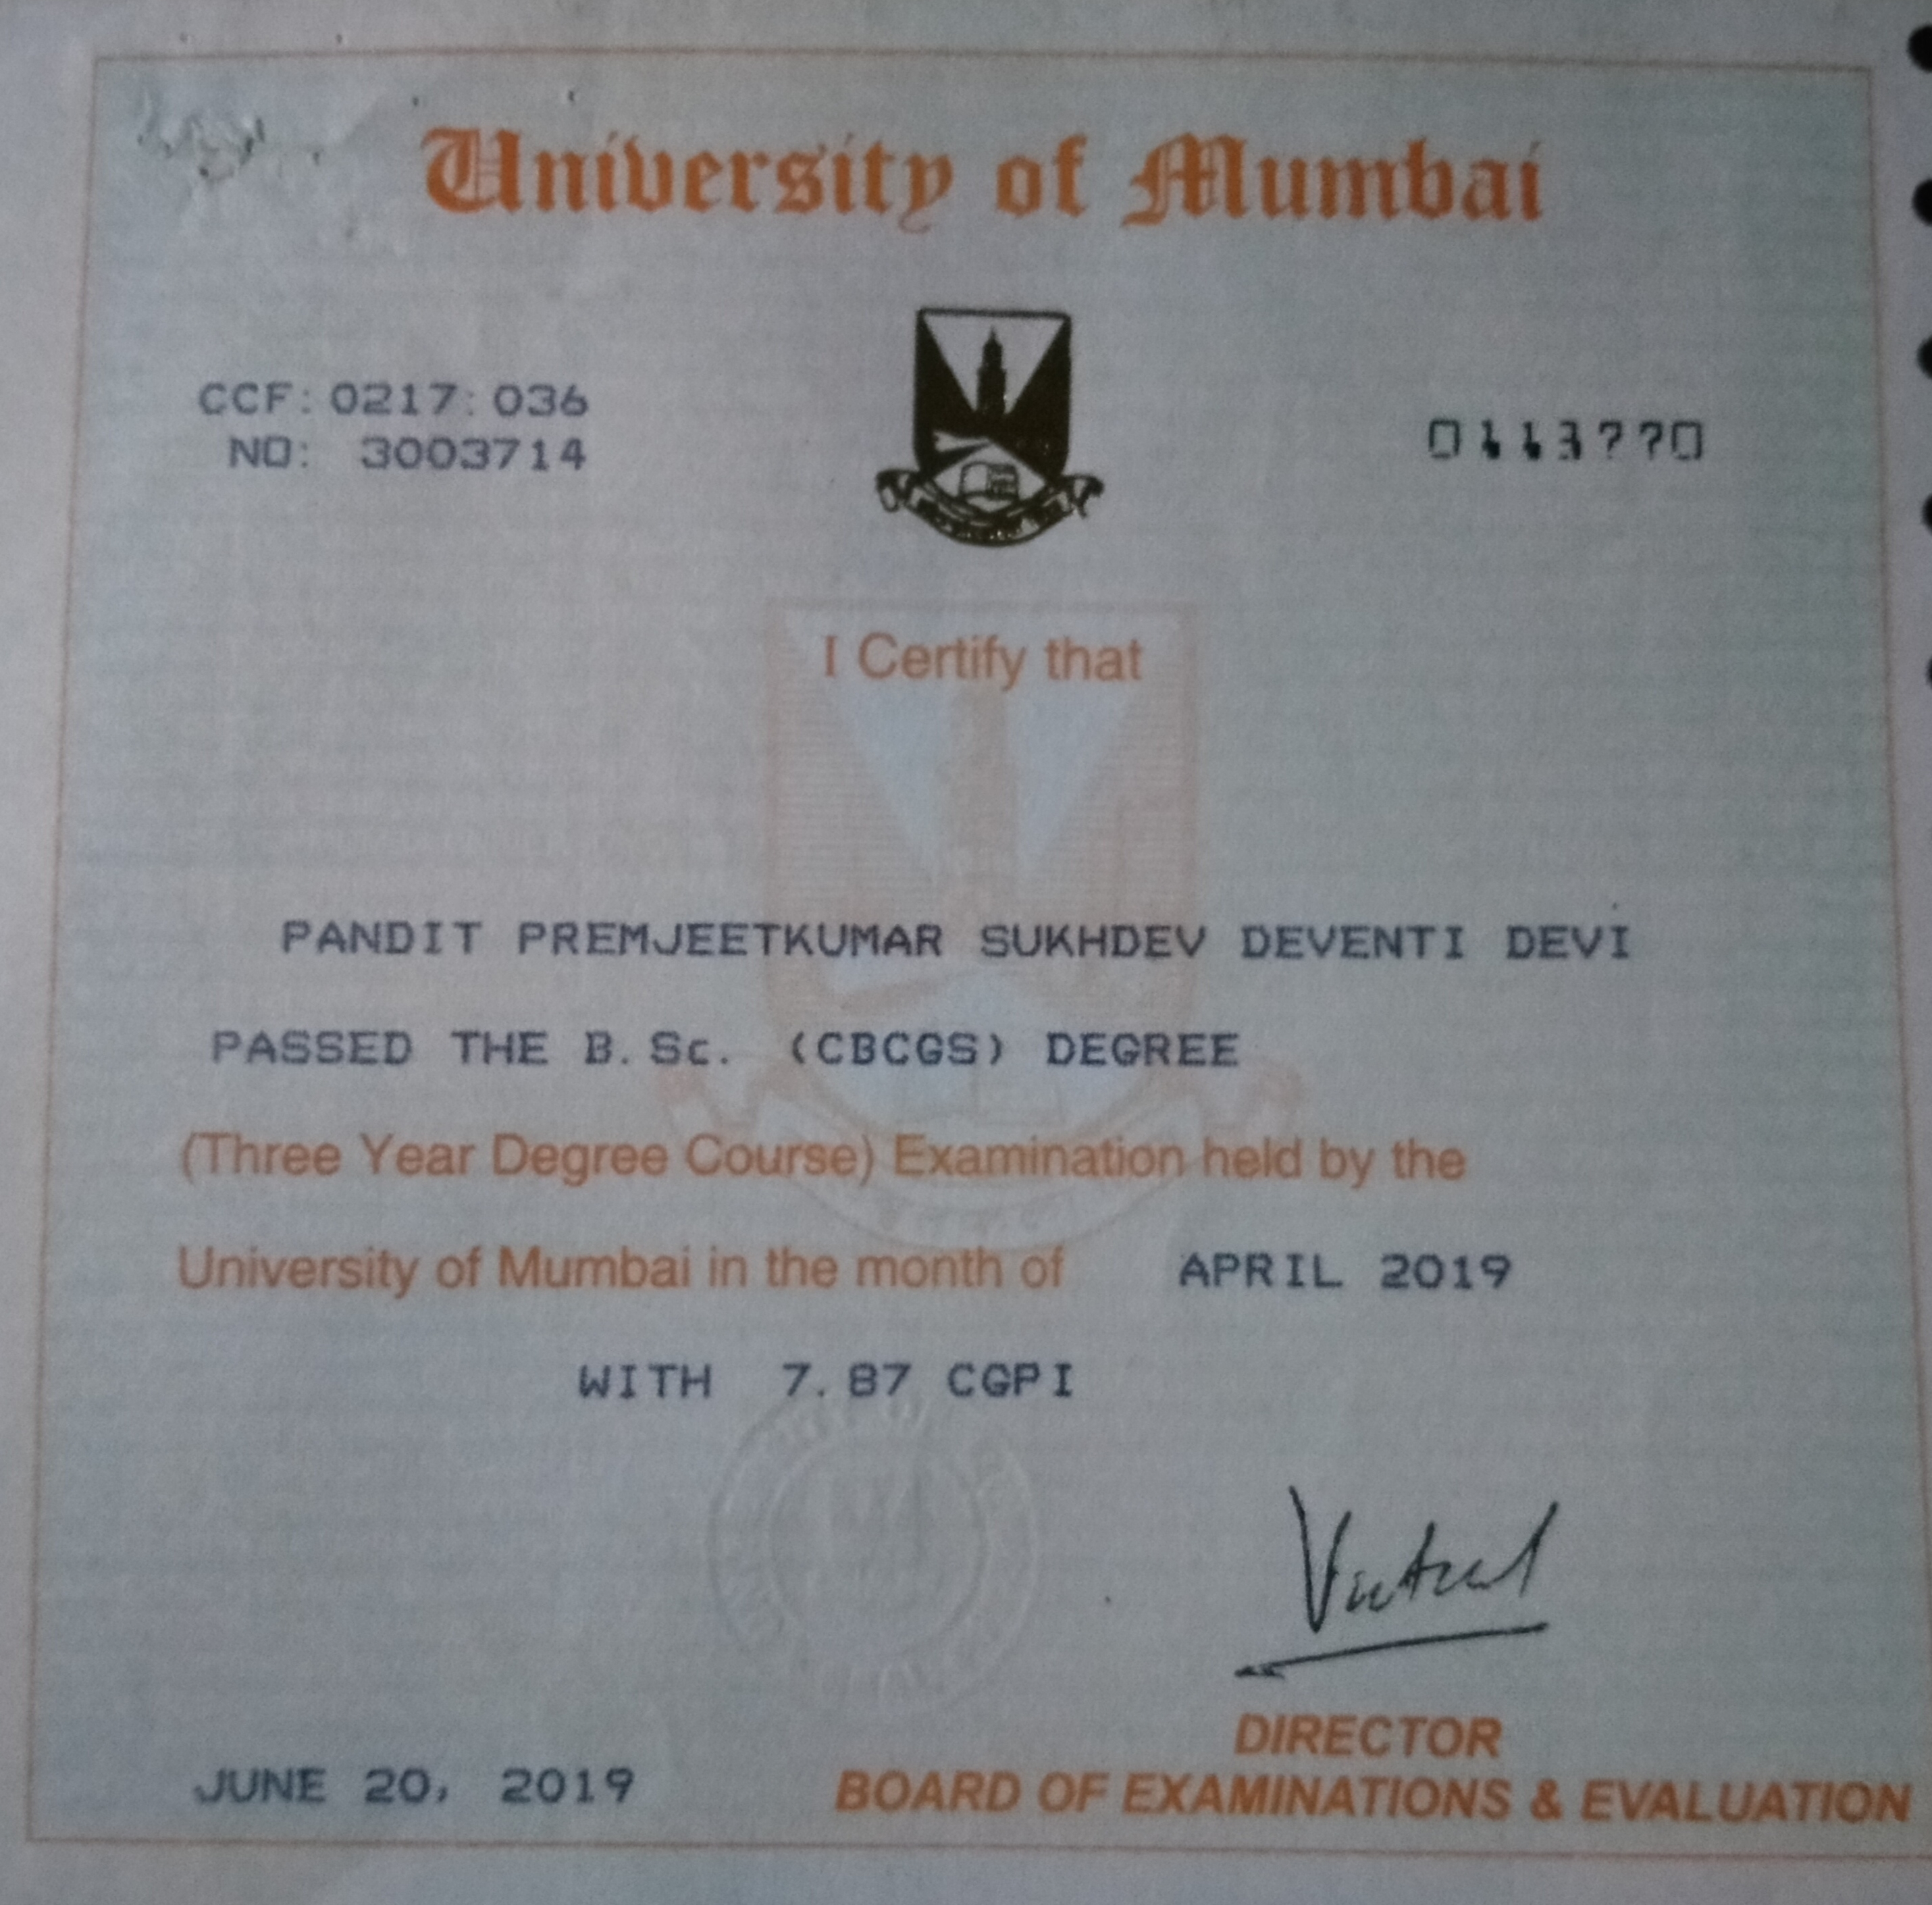 University of Mumbai
CCF: 0217: 036
NO: 3003714
0113770
I Certify that
PANDIT PREMJEETKUMAR SUKHDEV DEVENTI DEVI
PASSED THE B. Sc. (CBCGS) DEGREE
(Three Year Degree Course) Examination held by the
University of Mumbai in the month of APRIL 2019
WITH 7.87 CGPI
DIRECTOR
JUNE 20, 2019 BOARD OF EXAMINATIONS & EVALUATION